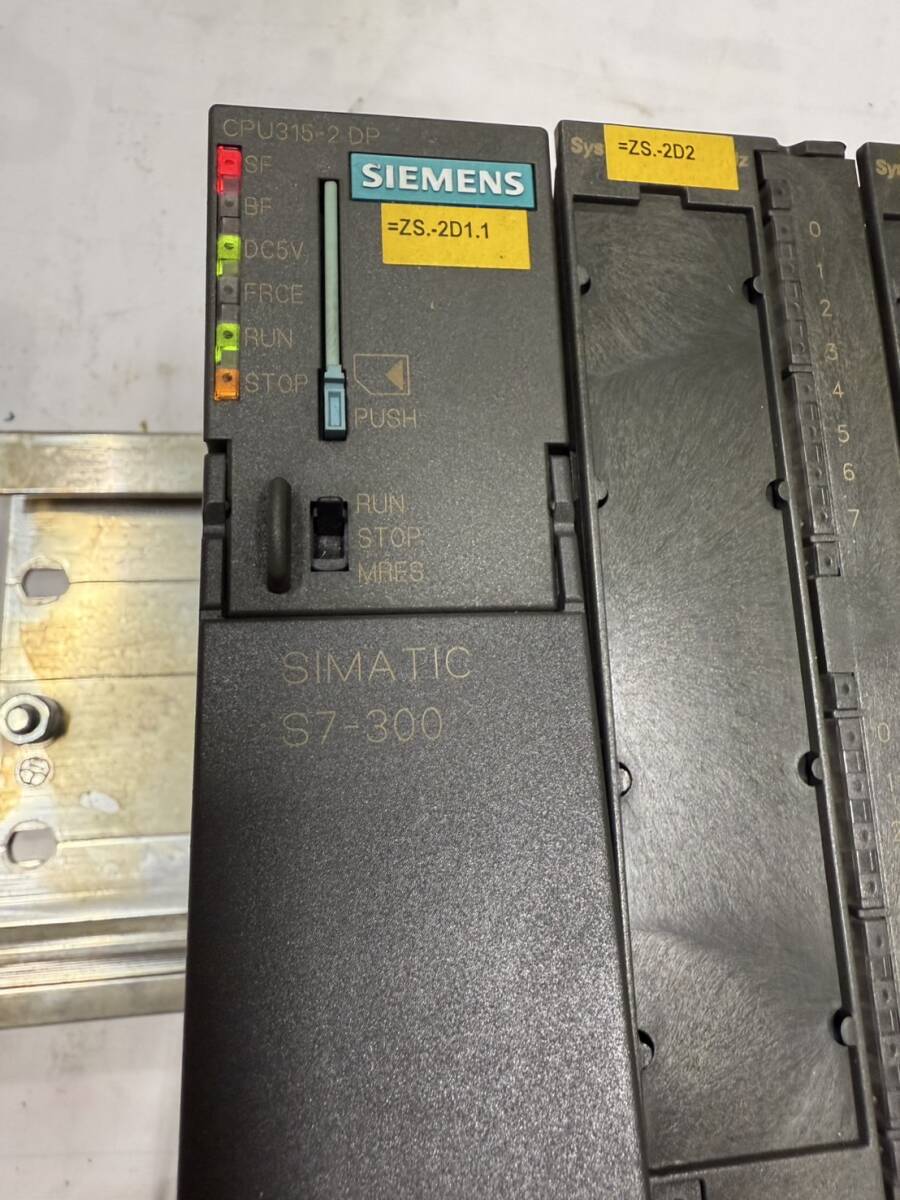 CPU315-2 DP
SF
BF
DC5V
FRCE
RUN
STOP
SIEMENS
=ZS.-2D1.1
PUSH
RUN
STOP
MRES
SIMATIC
S7-300
=ZS.-2D2
0
1
2
3
4
5
6
7
0